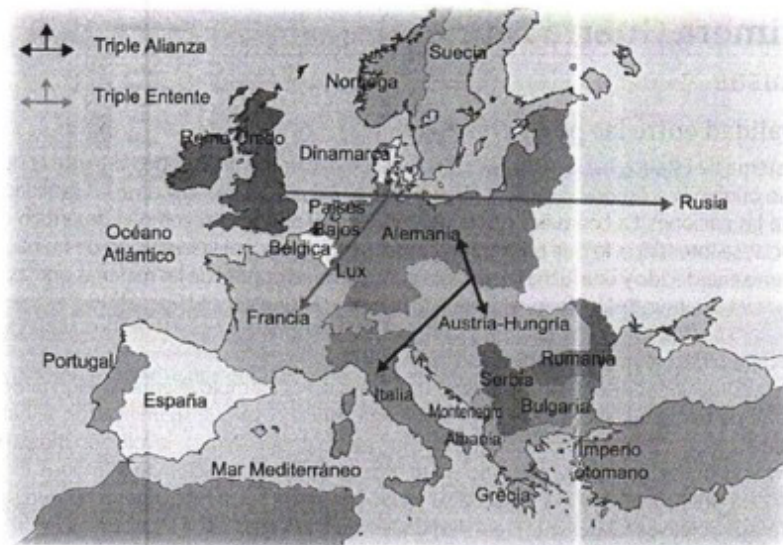 Triple Alianza
Triple Entente
Suecia
Noruega
Reino Unido
Dinamarca
Rusia
Países
Bajos
Alemania
Océano
Atlántico
Bélgica
Lux
Francia
Austria-Hungría
Rumania
Portugal
España
Italia
Serbia
Montenegro
Bulgaria
Albania
Imperio
otomano
Mar Mediterráneo
Grecia